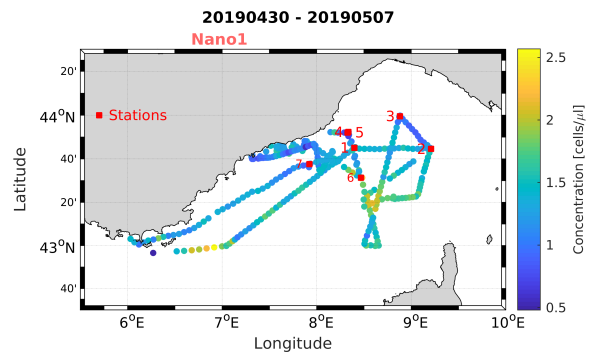 20190430 - 20190507
Nano1
Stations
1
2
3
4
5
6
7
Latitude
20'
44°N
40'
20'
43°N
40'
6°E
7°E
8°E
9°E
10°E
Longitude
2.5
2
1.5
1
0.5
Concentration [cells/μl]